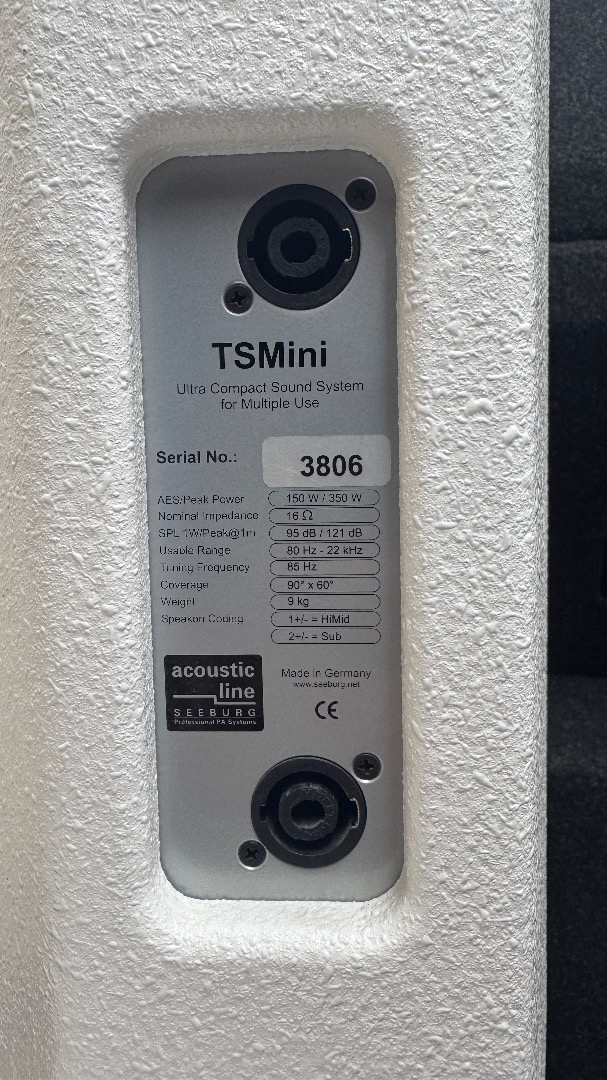 TSMini
Ultra Compact Sound System
for Multiple Use
Serial No.: 3806
AES/Peak Power 150 W / 350 W
Nominal Impedance 16 Ω
SPL 1W/Peak@1m 95 dB / 121 dB
Usable Range 80 Hz - 22 kHz
Tuning Frequency 85 Hz
Coverage 90° x 60°
Weight 9 kg
Speakon Coding 1+/- = HiMid
2+/- = Sub
acoustic
line
SEEBURG
Professional PA Systems
Made in Germany
www.seeburg.net
CE